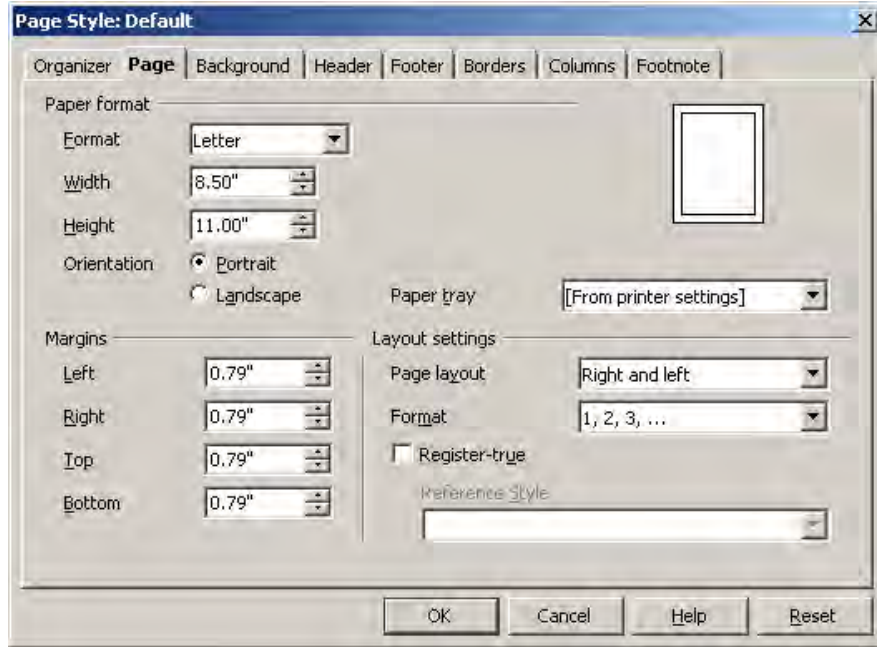 Page Style: Default
Organizer Page Background Header Footer Borders Columns Footnote
Paper format
Format Letter
Width 8.50"
Height 11.00"
Orientation Portrait
Landscape Paper tray [From printer settings]
Margins Layout settings
Left 0.79" Page layout Right and left
Right 0.79" Format 1, 2, 3, ...
Top 0.79" Register-true
Reference Style
Bottom 0.79"
OK Cancel Help Reset